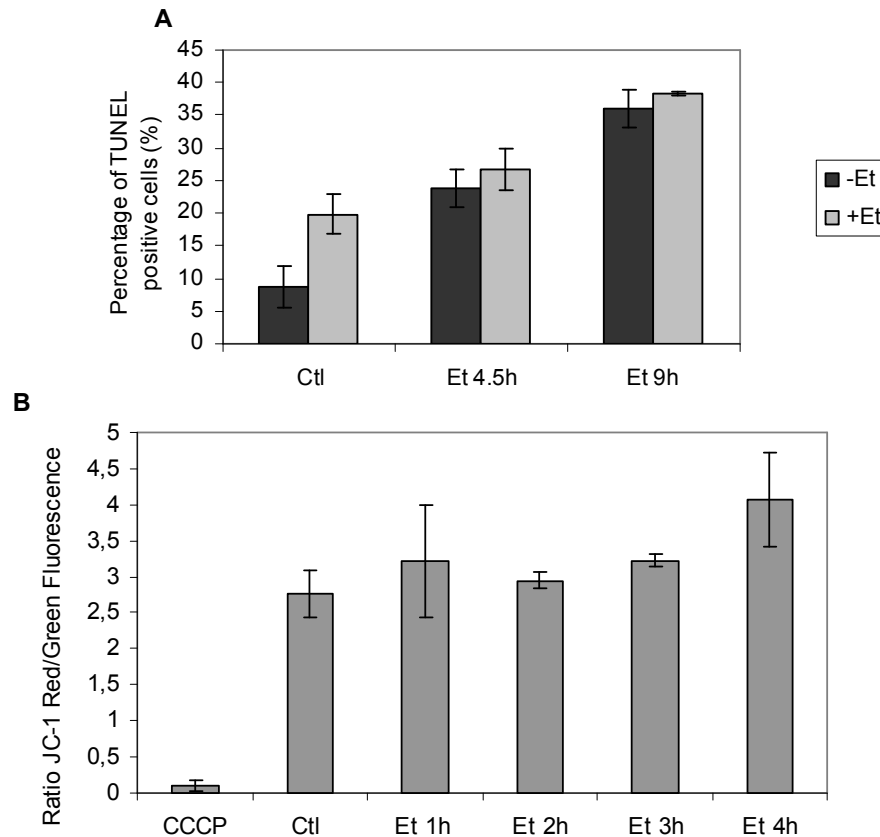 A
Percentage of TUNEL
positive cells (%)
45
40
35
30
25
20
15
10
5
0
Ctl
Et 4.5h
Et 9h
-Et
+Et
B
Ratio JC-1 Red/Green Fluorescence
5
4,5
4
3,5
3
2,5
2
1,5
1
0,5
0
CCCP
Ctl
Et 1h
Et 2h
Et 3h
Et 4h